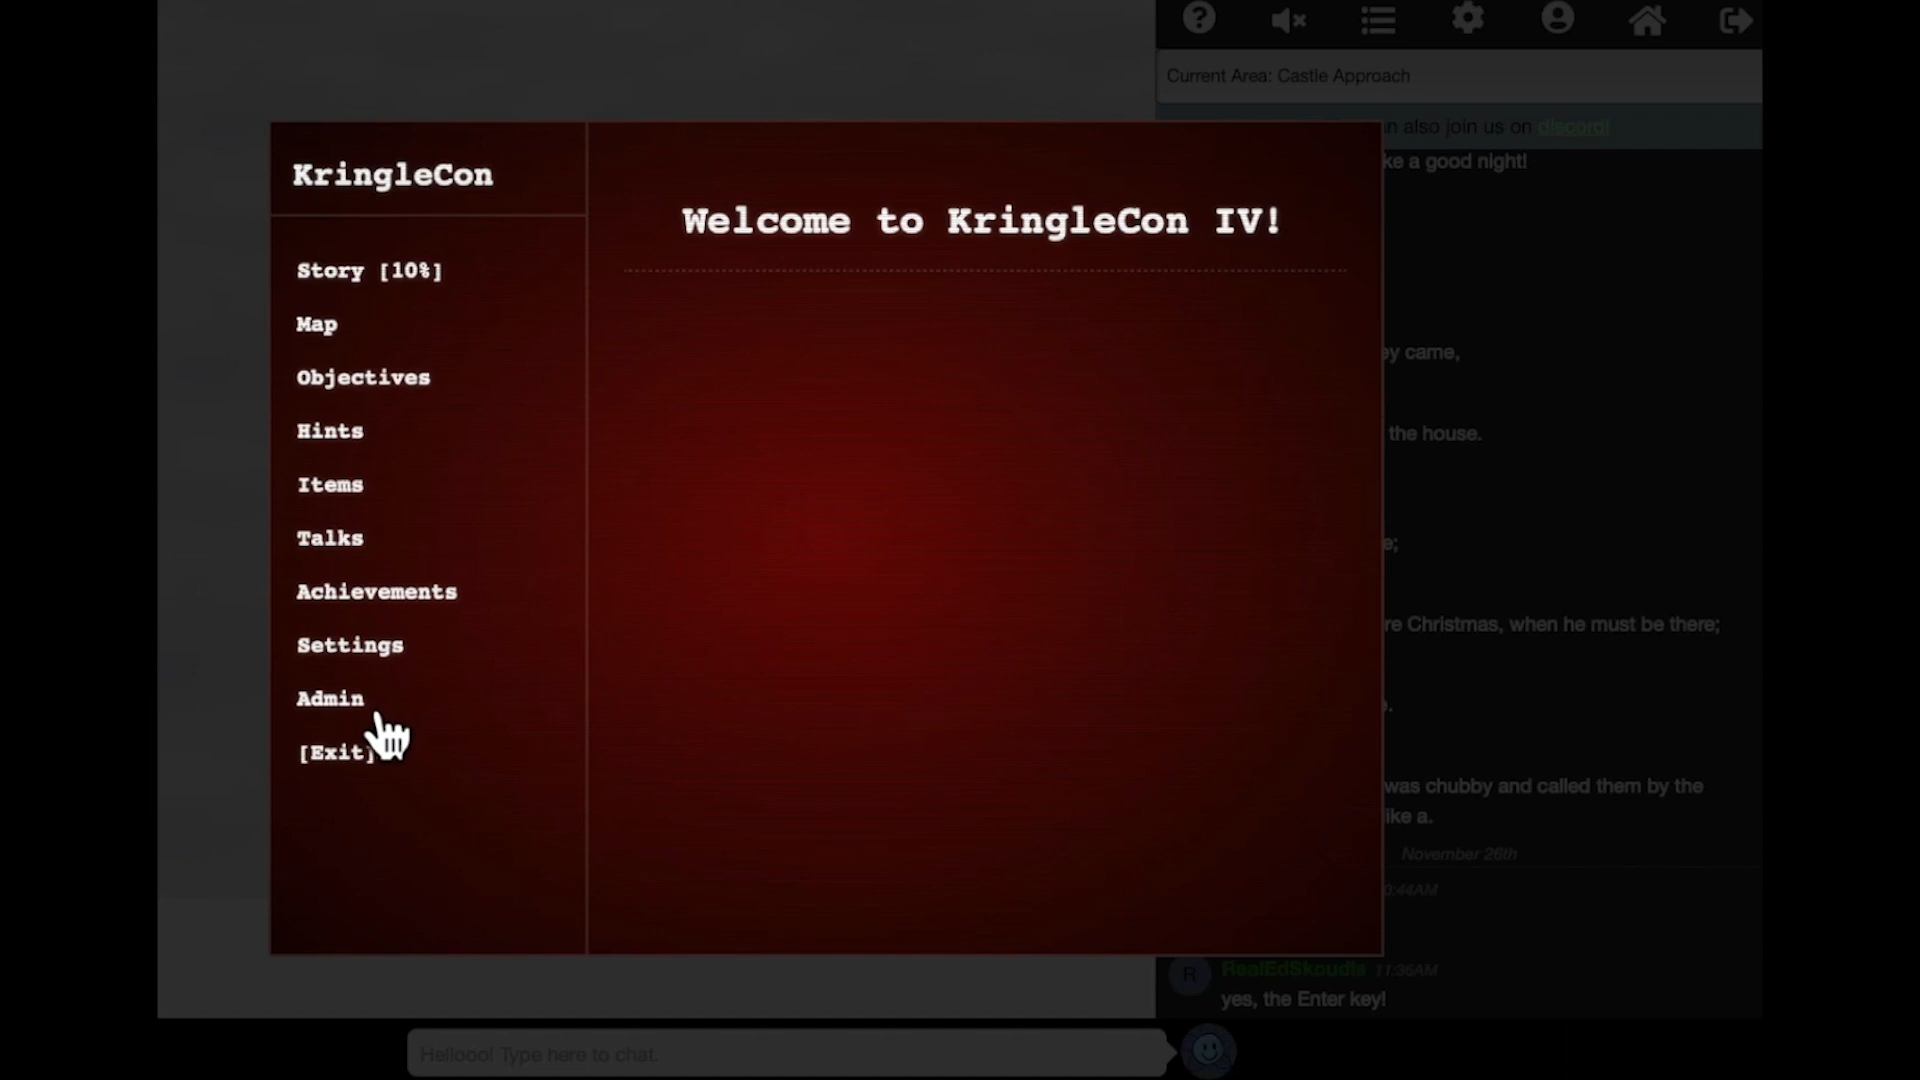 Current Area: Castle Approach
n also join us on discord!
ke a good night!
KringleCon
Welcome to KringleCon IV!
Story [10%]
Map
Objectives
Hints
Items
Talks
Achievements
Settings
Admin
[Exit]
ey came,
the house.
e;
re Christmas, when he must be there;
was chubby and called them by the
like a.
November 26th
0:44AM
R
RealEdSkoudis 11:36AM
yes, the Enter key!
Hellooo! Type here to chat.